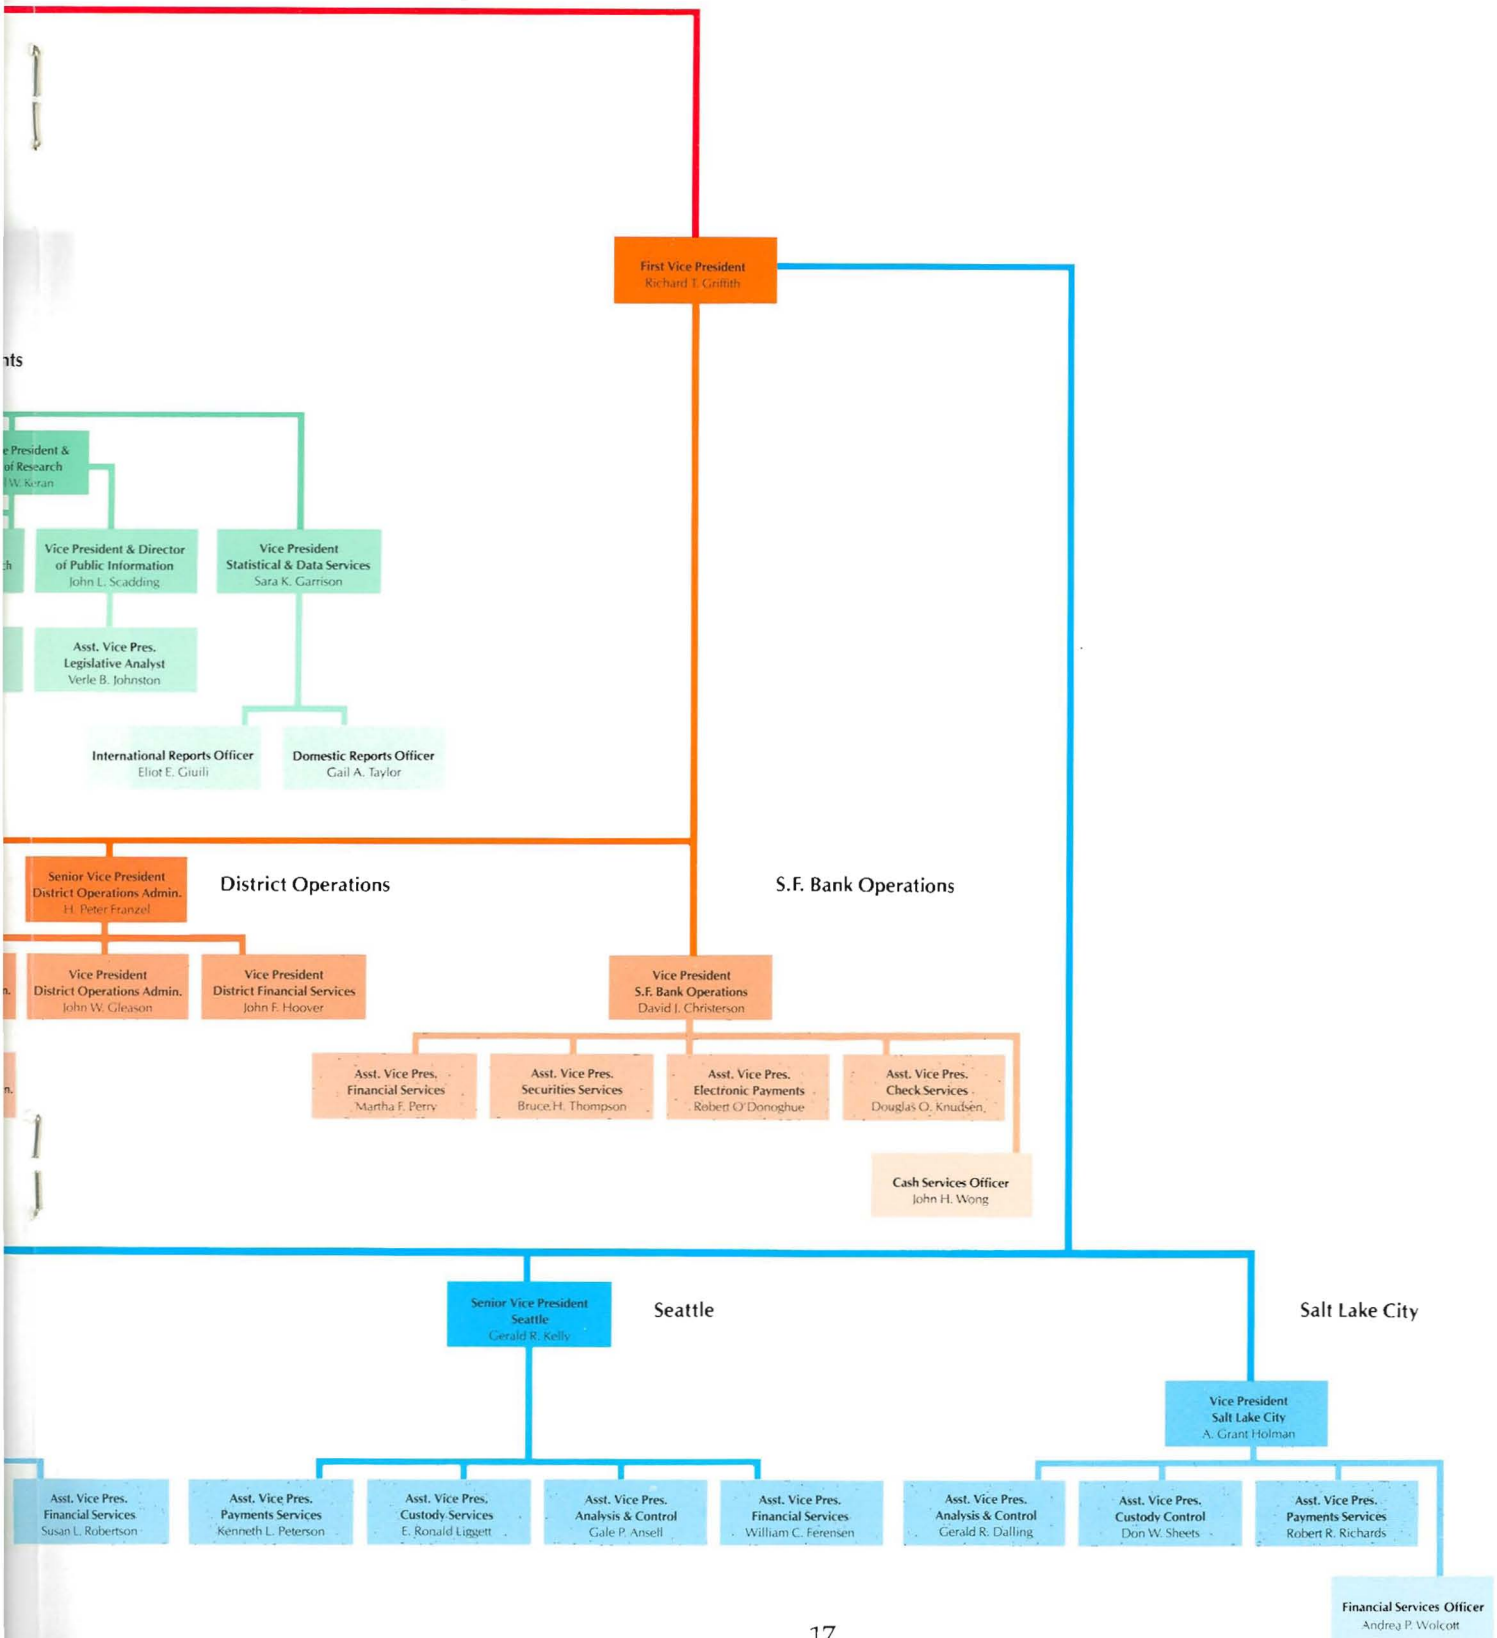 First Vice President
Richard T. Griffith
President &
of Research
W. Keran
Vice President & Director
of Public Information
John L. Scadding
Vice President
Statistical & Data Services
Sara K. Garrison
Asst. Vice Pres.
Legislative Analyst
Verle B. Johnston
International Reports Officer
Eliot E. Giuili
Domestic Reports Officer
Gail A. Taylor
Senior Vice President
District Operations Admin.
H. Peter Franzel
District Operations
S.F. Bank Operations
Vice President
District Operations Admin.
John W. Gleason
Vice President
District Financial Services
John F. Hoover
Vice President
S.F. Bank Operations
David J. Christerson
Asst. Vice Pres.
Financial Services
Martha F. Perry
Asst. Vice Pres.
Securities Services
Bruce H. Thompson
Asst. Vice Pres.
Electronic Payments
Robert O'Donoghue
Asst. Vice Pres.
Check Services
Douglas O. Knudsen
Cash Services Officer
John H. Wong
Senior Vice President
Seattle
Gerald R. Kelly
Seattle
Salt Lake City
Vice President
Salt Lake City
A. Grant Holman
Asst. Vice Pres.
Financial Services
Susan L. Robertson
Asst. Vice Pres.
Payments Services
Kenneth L. Peterson
Asst. Vice Pres.
Custody Services
E. Ronald Liggett
Asst. Vice Pres.
Analysis & Control
Gale P. Ansell
Asst. Vice Pres.
Financial Services
William C. Ferensen
Asst. Vice Pres.
Analysis & Control
Gerald R. Dalling
Asst. Vice Pres.
Custody Control
Don W. Sheets
Asst. Vice Pres.
Payments Services
Robert R. Richards
Financial Services Officer
Andrea P. Wolcott
17